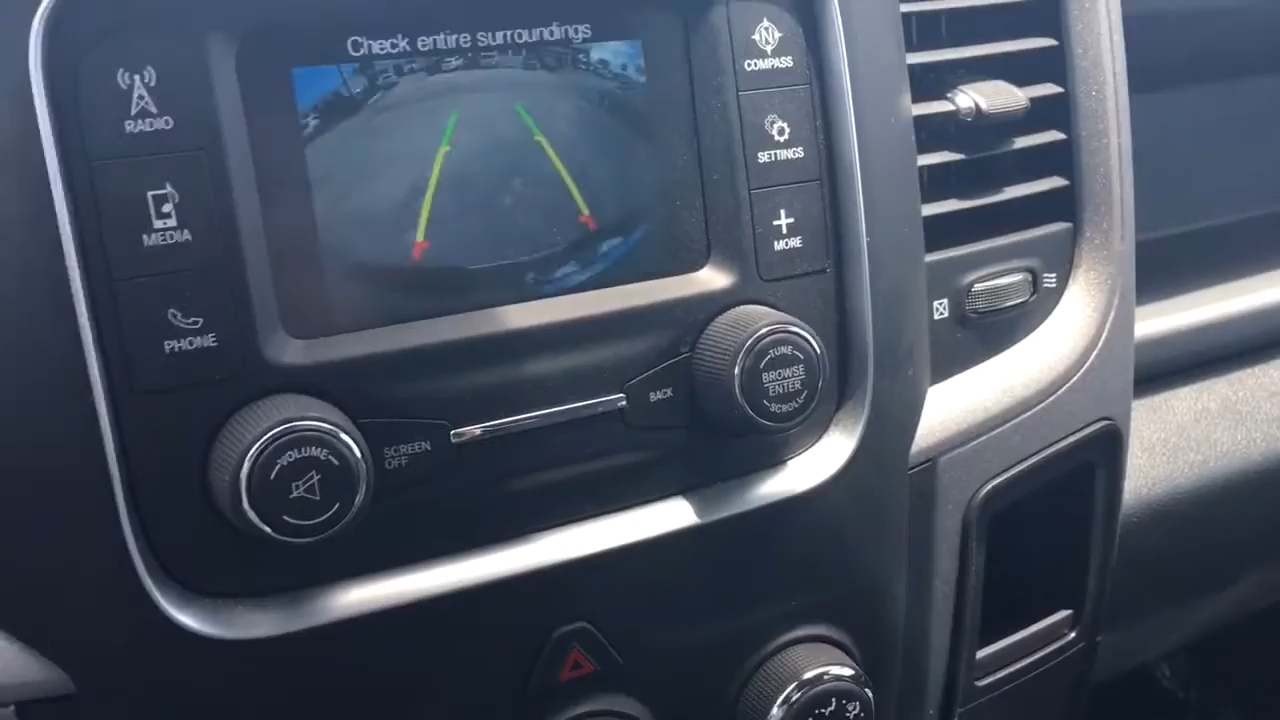 Check entire surroundings
RADIO
MEDIA
PHONE
N
COMPASS
SETTINGS
MORE
VOLUME
SCREEN
OFF
BACK
TUNE
BROWSE
ENTER
SCROLL